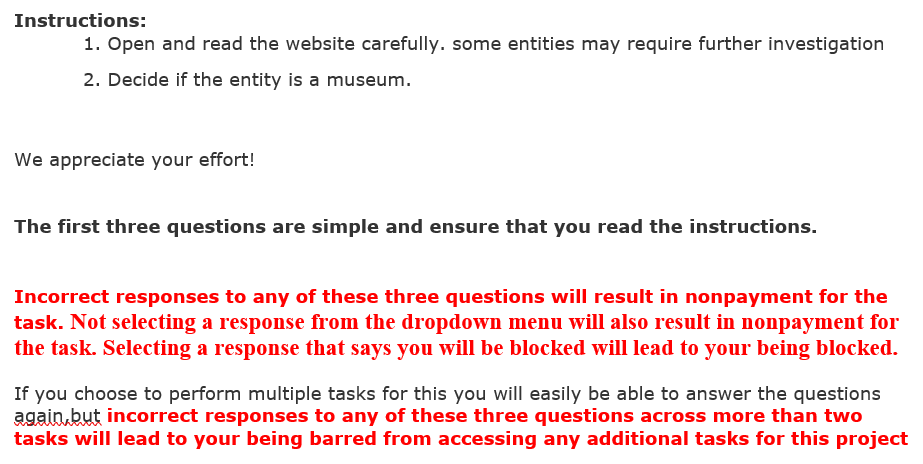 Instructions:
1. Open and read the website carefully. some entities may require further investigation
2. Decide if the entity is a museum.
We appreciate your effort!
The first three questions are simple and ensure that you read the instructions.
Incorrect responses to any of these three questions will result in nonpayment for the
task. Not selecting a response from the dropdown menu will also result in nonpayment for
the task. Selecting a response that says you will be blocked will lead to your being blocked.
If you choose to perform multiple tasks for this you will easily be able to answer the questions
again,but incorrect responses to any of these three questions across more than two
tasks will lead to your being barred from accessing any additional tasks for this project